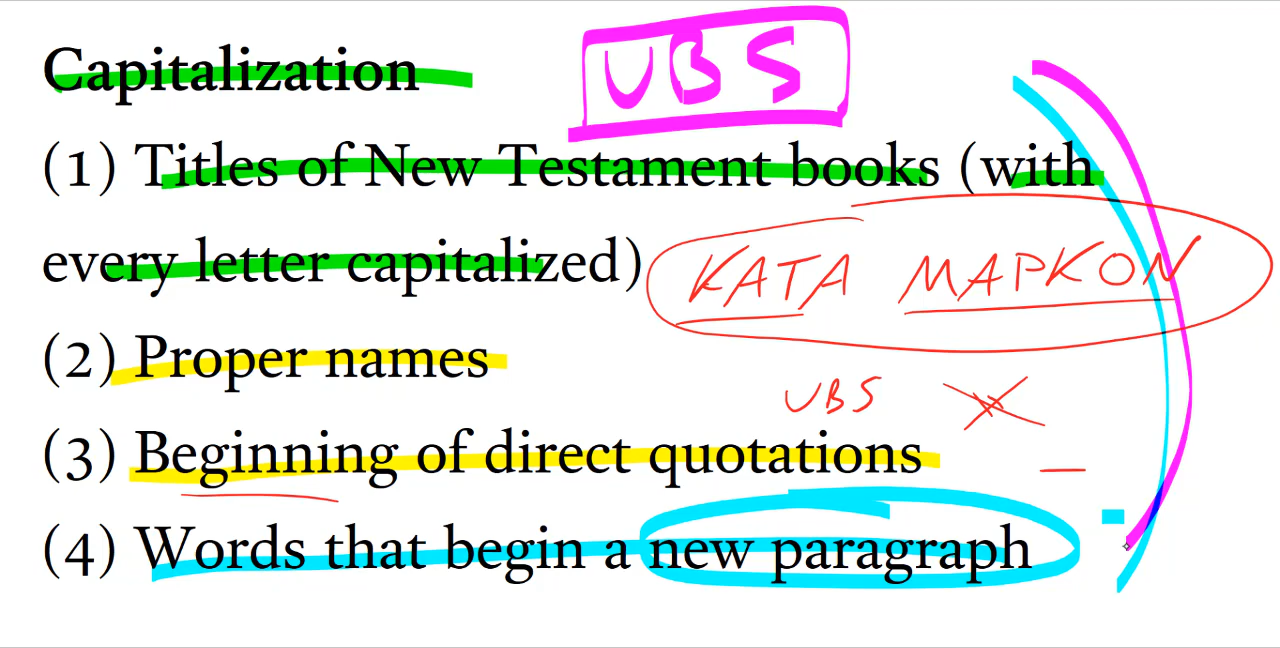 Capitalization UBS
(1) Titles of New Testament books (with
every letter capitalized) ΚΑΤΑ ΜΑΡΚΟΝ
(2) Proper names
UBS
(3) Beginning of direct quotations
(4) Words that begin a new paragraph